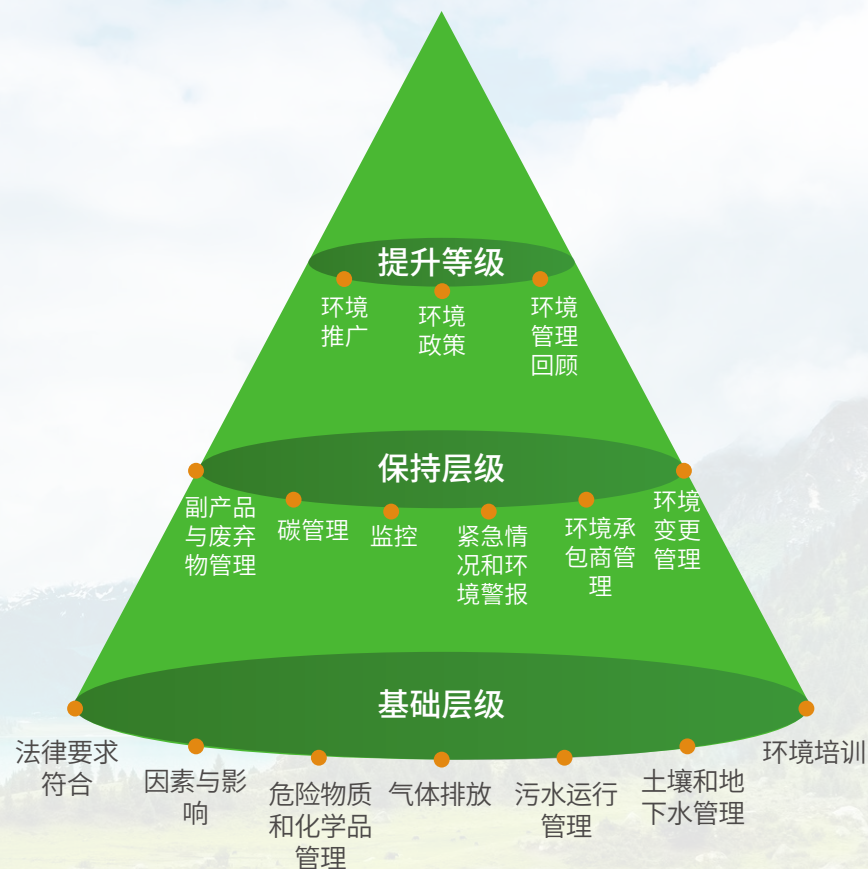 提升等级
环境
推广
环境
政策
环境
管理
回顾
保持层级
副产品
与废弃
物管理
碳管理
监控
紧急情
况和环
境警报
环境承
包商管
理
环境
变更
管理
基础层级
法律要求
符合
因素与影
响
危险物质
和化学品
管理
气体排放
污水运行
管理
土壤和地
下水管理
环境培训